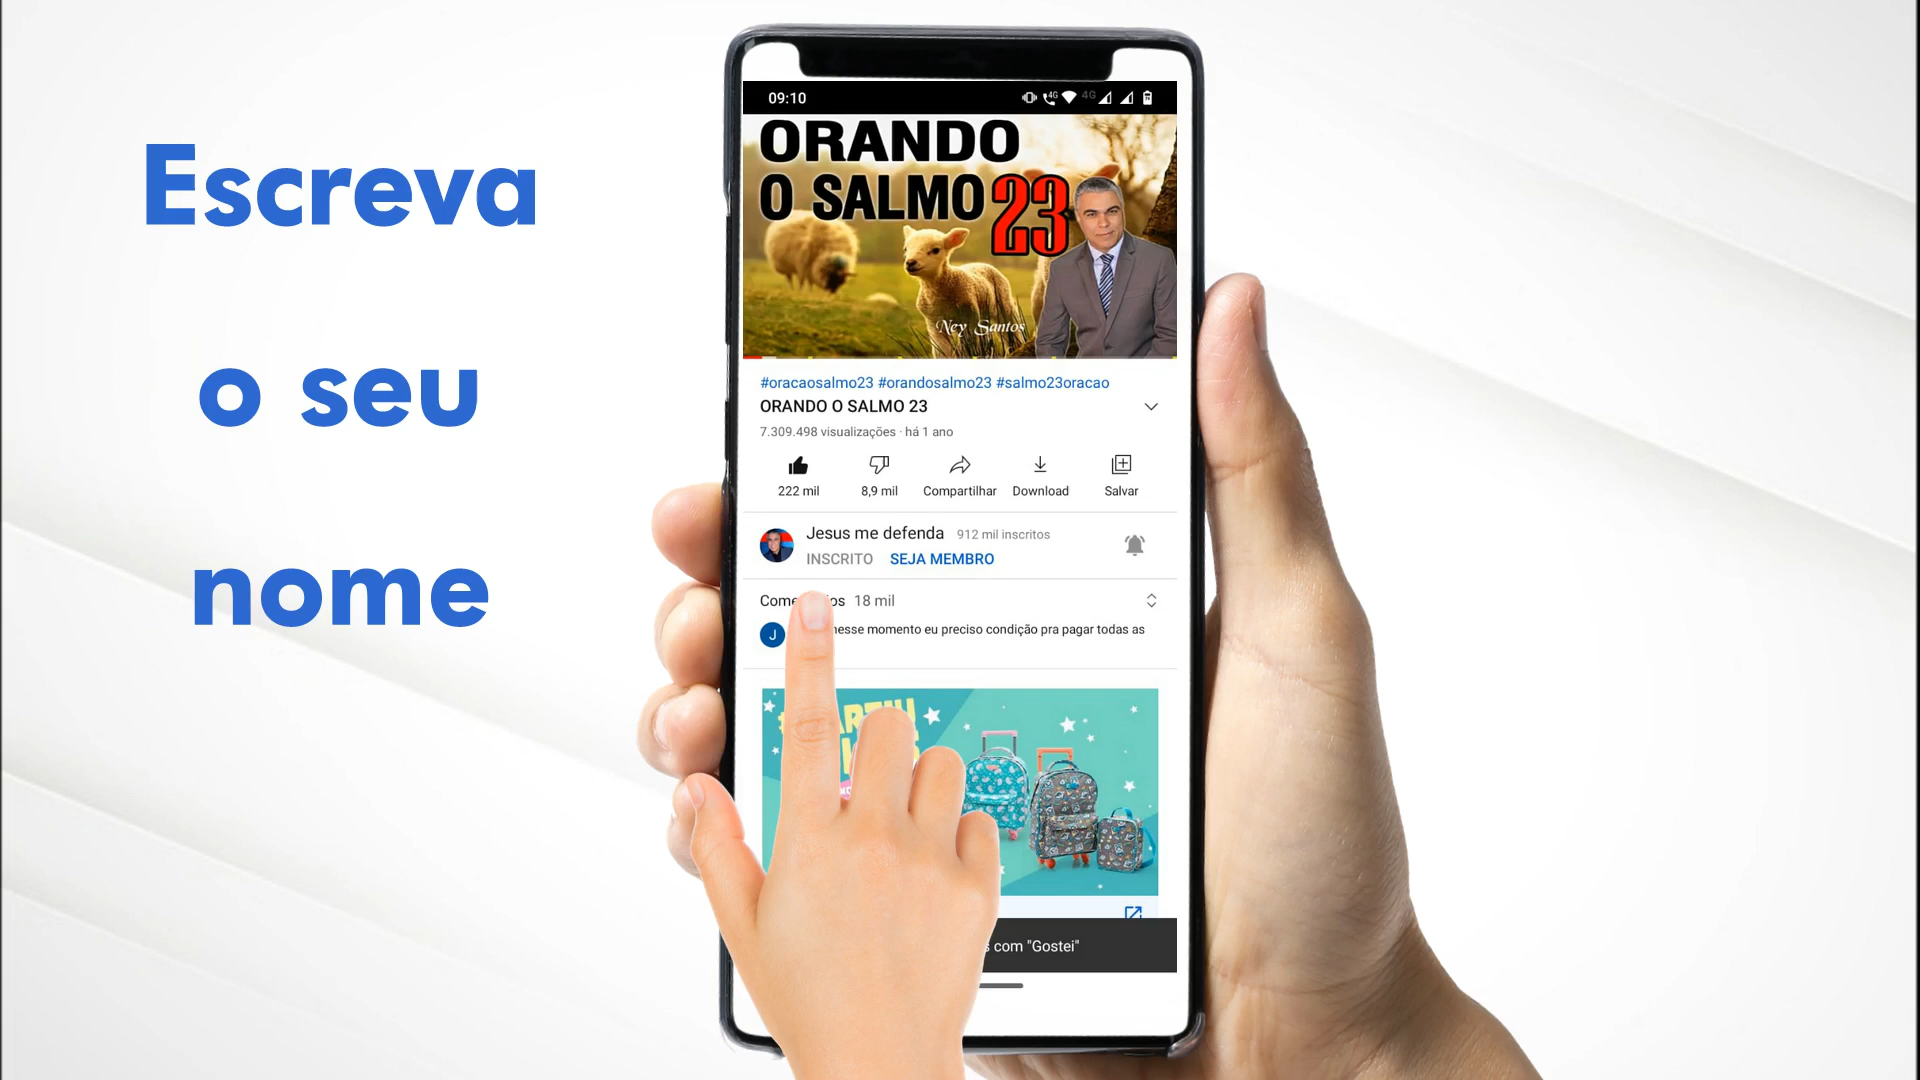 Escreva
o seu
nome
09:10
4G
4G
ORANDO
O SALMO 23
Ney Santos
#oracaosalmo23 #orandosalmo23 #salmo23oracao
ORANDO O SALMO 23
7.309.498 visualizações · há 1 ano
222 mil
8,9 mil
Compartilhar
Download
Salvar
Jesus me defenda 912 mil inscritos
INSCRITO SEJA MEMBRO
18 mil
J
momento eu preciso condição pra pagar todas as
com "Gostei"